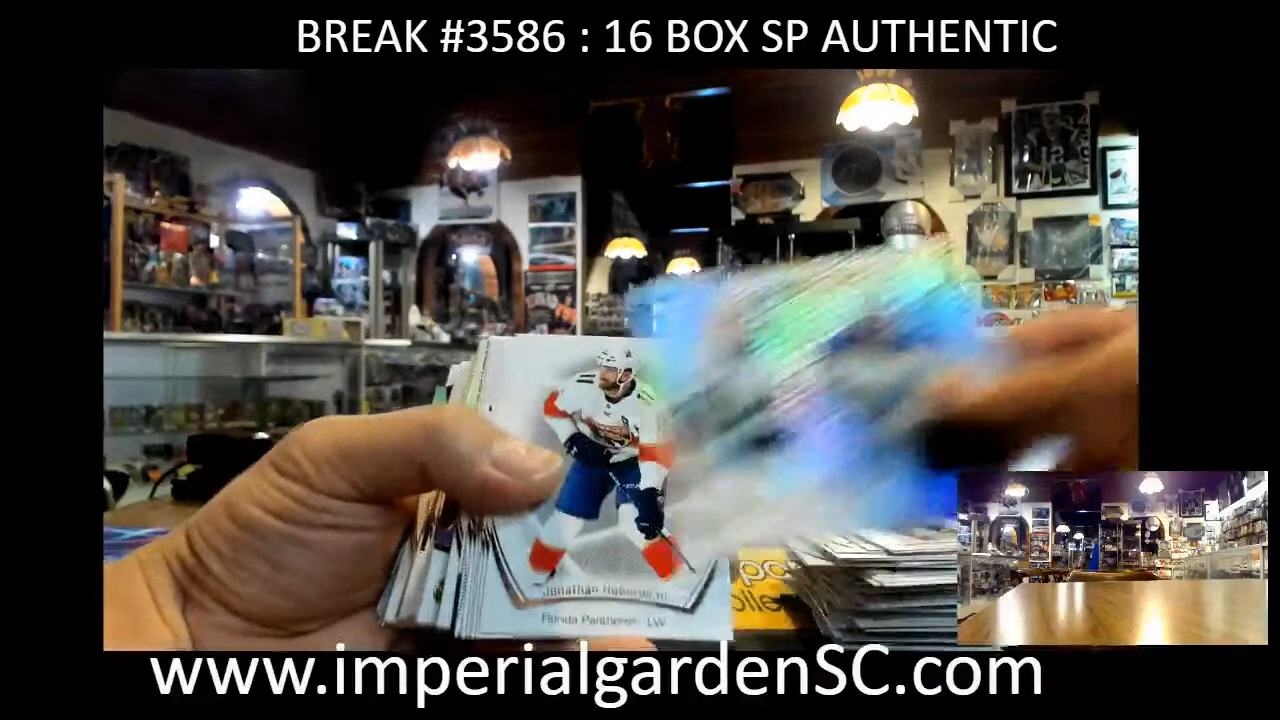 BREAK #3586 : 16 BOX SP AUTHENTIC
Jonathan Huberdeau
Florida Panthers LW
www.imperialgardenSC.com